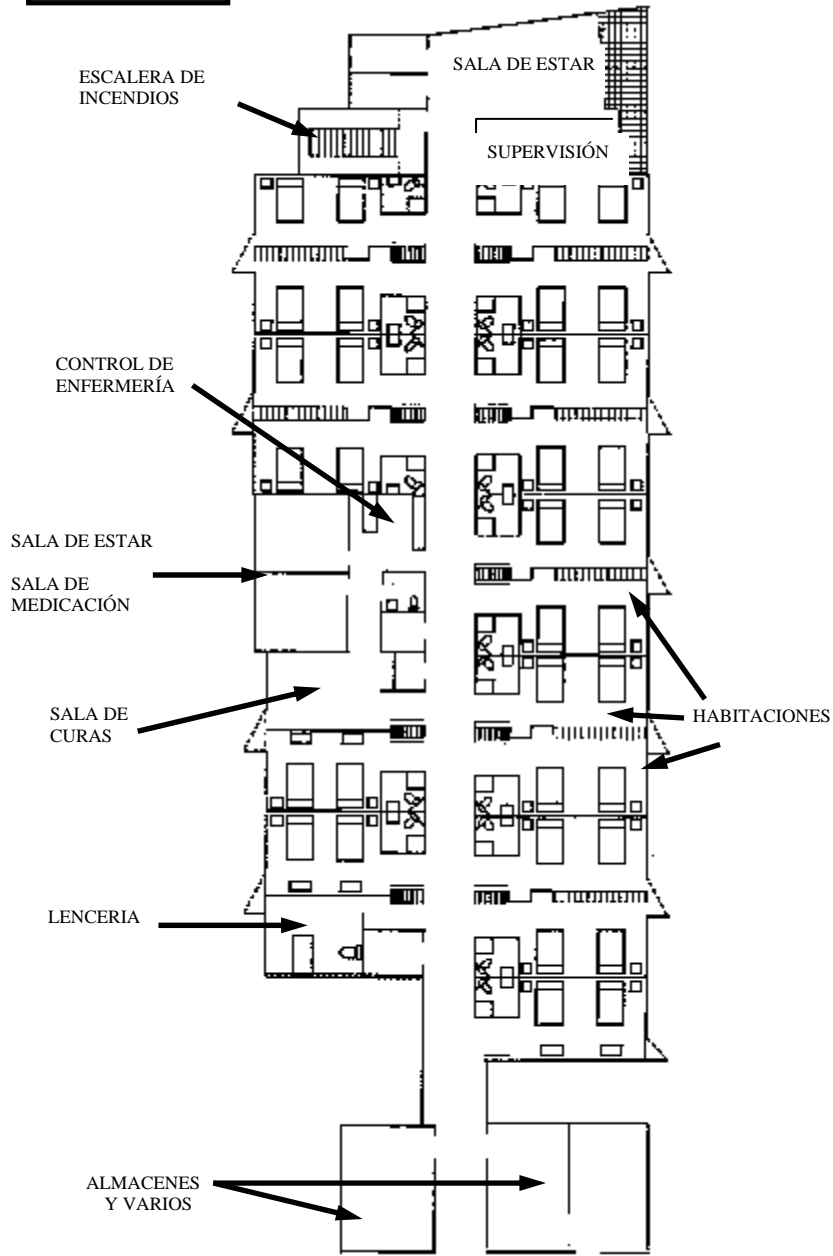 SALA DE ESTAR
ESCALERA DE
INCENDIOS
SUPERVISIÓN
CONTROL DE
ENFERMERÍA
SALA DE ESTAR
SALA DE
MEDICACIÓN
SALA DE
CURAS
HABITACIONES
LENCERIA
ALMACENES
Y VARIOS